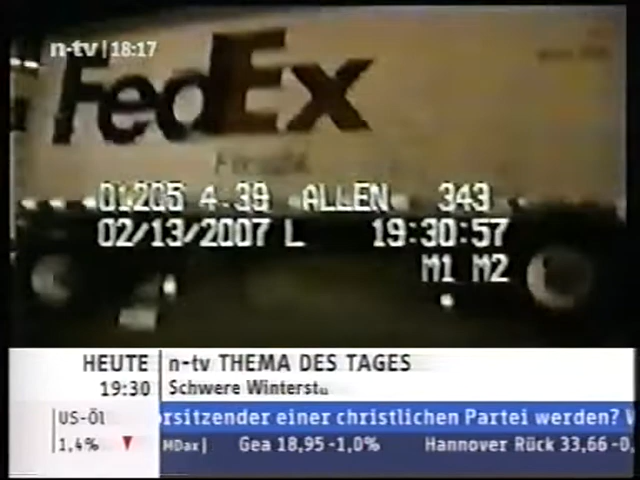 n-tv | 18:17
FedEx
01205 4:39 ALLEN 343
02/13/2007 L 19:30:57
M1 M2
HEUTE n-tv THEMA DES TAGES
19:30 Schwere Winterst
US-Öl rsitzender einer christlichen Partei werden? W
1,4% ▼ MDax| Gea 18,95 -1,0% Hannover Rück 33,66 -0,